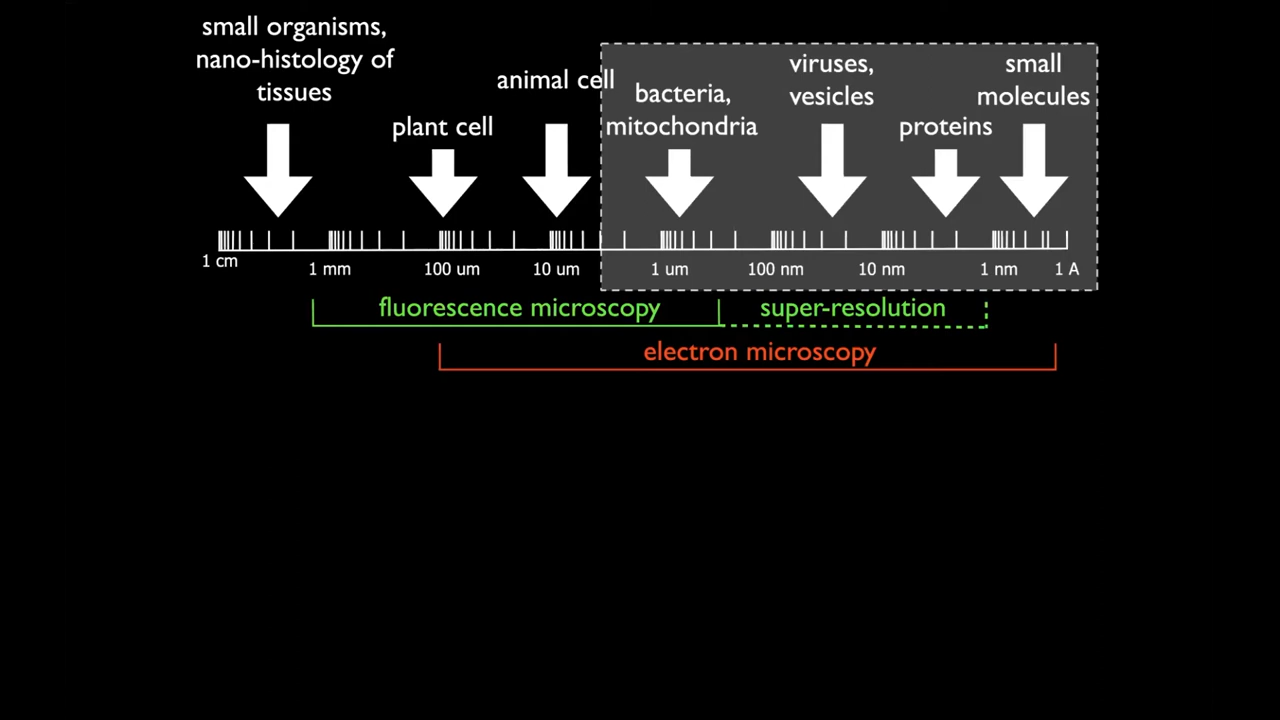 small organisms,
nano-histology of
tissues
plant cell
animal cell
bacteria,
mitochondria
viruses,
vesicles
proteins
small
molecules
1 cm
1 mm
100 um
10 um
1 um
100 nm
10 nm
1 nm
1 A
fluorescence microscopy
super-resolution
electron microscopy